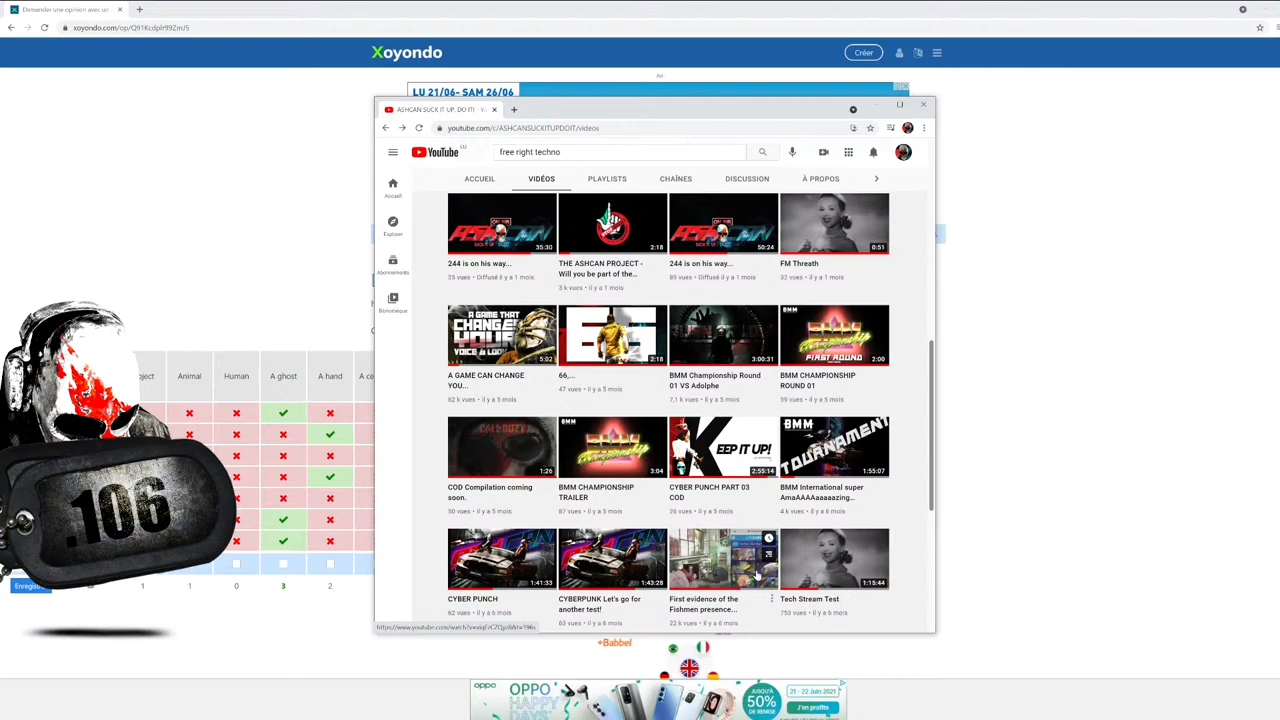 Demander une opinion avec un
xoyondo.com/op/Q91Kcdplr99ZmJ5
Xoyondo
Créer
Ad
LU 21/06- SAM 26/06
ASHCAN SUCK IT UP. DO IT! - Y
youtube.com/c/ASHCANSUCKITUPDOIT/videos
YouTube LU
free right techno
ACCUEIL VIDÉOS PLAYLISTS CHAÎNES DISCUSSION À PROPOS
Accueil
Explorer
Abonnements
Bibliothèque
35:30 2:18 50:24 0:51
244 is on his way... THE ASHCAN PROJECT - 244 is on his way... FM Threath
Will you be part of the...
25 vues • Diffusé il y a 1 mois 3 k vues • il y a 1 mois 89 vues • Diffusé il y a 1 mois 32 vues • il y a 1 mois
A GAME THAT
CHANGE
YOUR
VOICE & LOOK
BMM
CHAMPIONSHIP
FIRST ROUND
5:02 2:18 3:00:31 2:00
A GAME CAN CHANGE 66,... BMM Championship Round BMM CHAMPIONSHIP
YOU... 01 VS Adolphe ROUND 01
62 k vues • il y a 5 mois 47 vues • il y a 5 mois 7,1 k vues • il y a 5 mois 59 vues • il y a 5 mois
BMM
KEEP IT UP!
BMM
TOURNAMENT
1:26 3:04 2:55:14 1:55:07
COD Compilation coming BMM CHAMPIONSHIP CYBER PUNCH PART 03 BMM International super
soon. TRAILER COD AmaAAAAaaaazing...
50 vues • il y a 5 mois 87 vues • il y a 5 mois 26 vues • il y a 6 mois 4 k vues • il y a 6 mois
1:41:33 1:43:28 1:15:44
CYBER PUNCH CYBERPUNK Let's go for First evidence of the Tech Stream Test
another test! Fishmen presence...
62 vues • il y a 6 mois 63 vues • il y a 6 mois 22 k vues • il y a 6 mois 753 vues • il y a 6 mois
Animal Human A ghost A hand
.106
Enregistr 1 1 0 3 2
+Babbel
oppo
OPPO
HAPPY
DAYS
JUSQU'À
50%
DE REMISE
21 - 22 Juin 2021
J'en profite